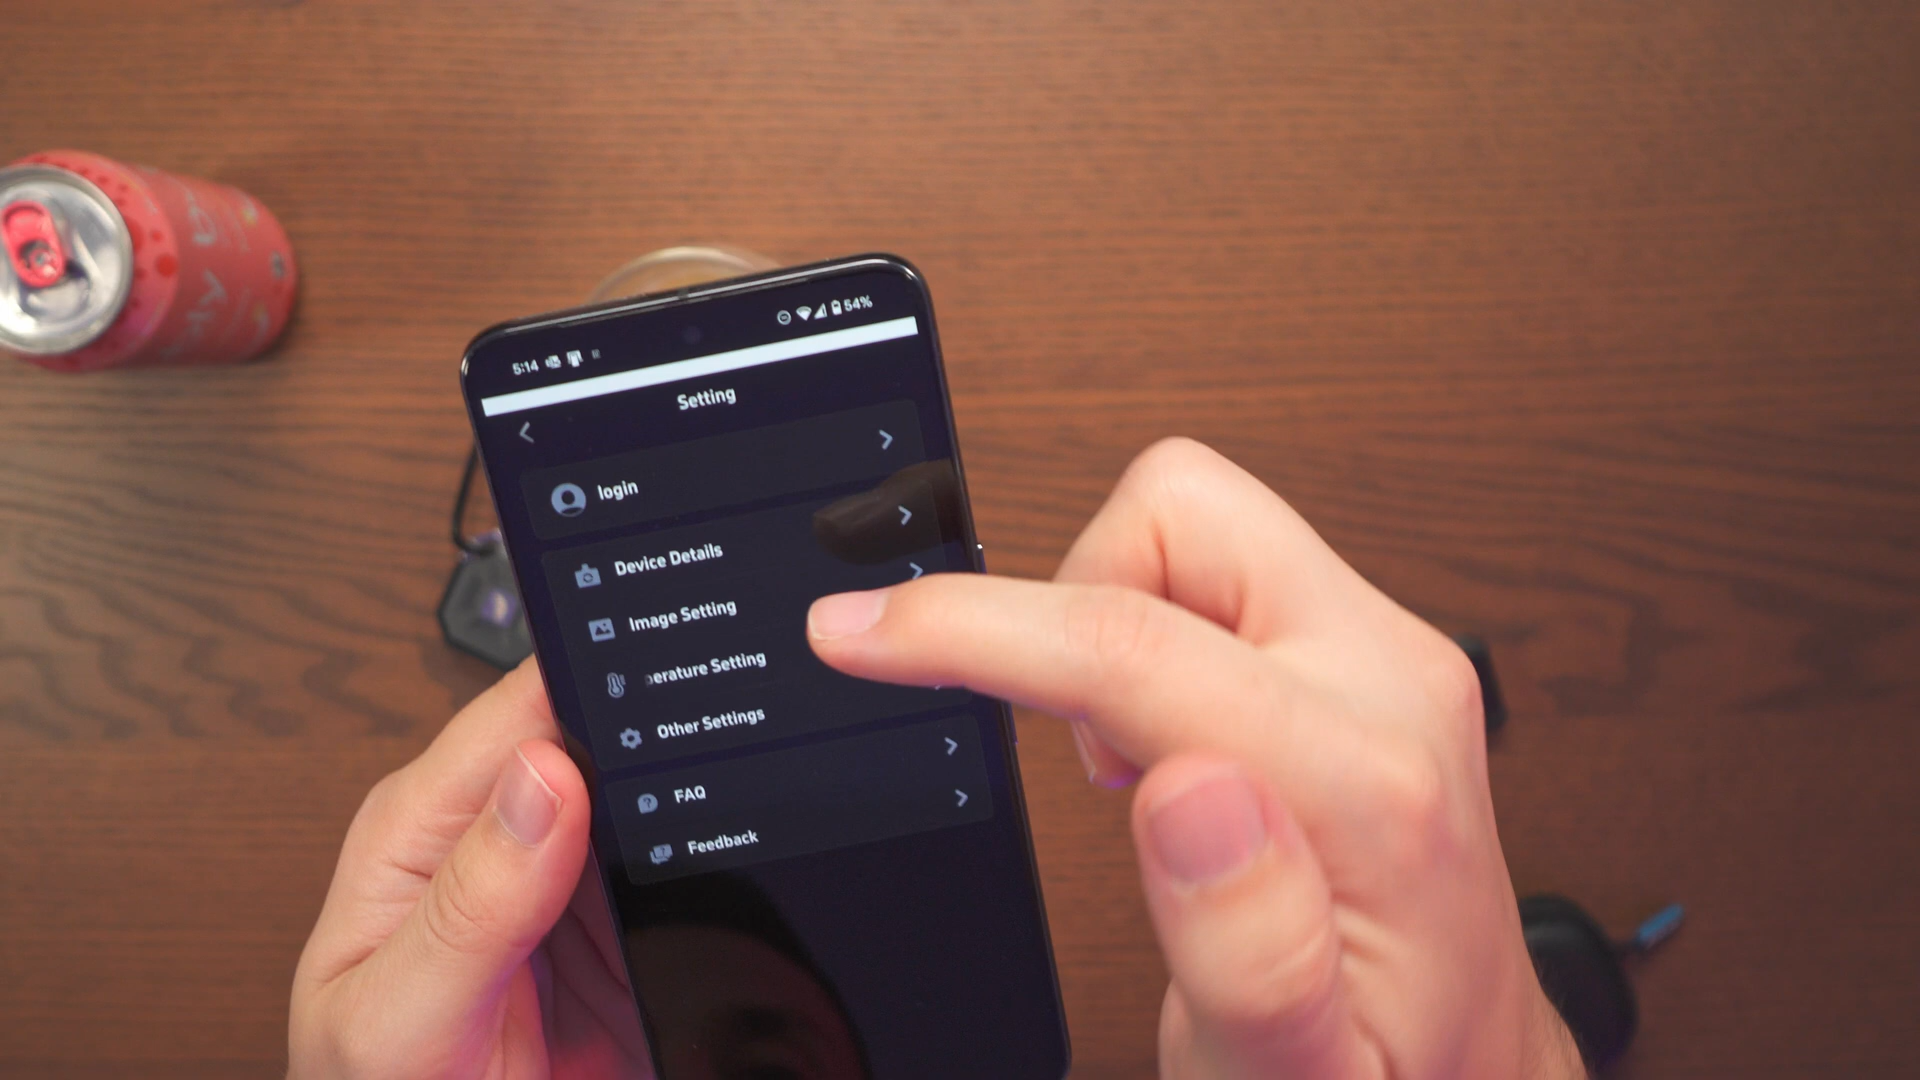 5:14
54%
Setting
login
Device Details
Image Setting
erature Setting
Other Settings
FAQ
Feedback